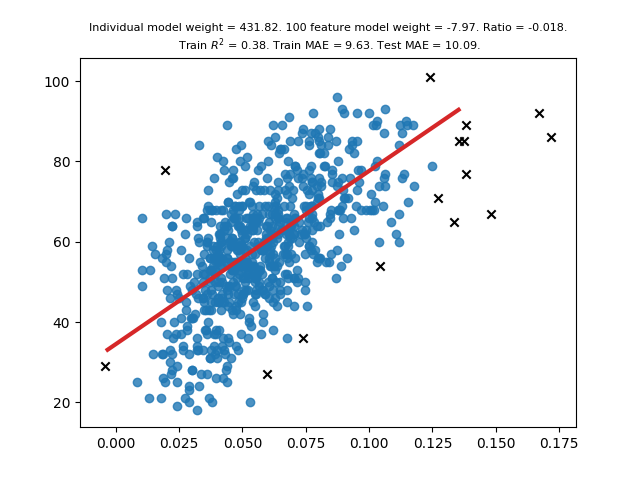 Individual model weight = 431.82. 100 feature model weight = -7.97. Ratio = -0.018.
Train R² = 0.38. Train MAE = 9.63. Test MAE = 10.09.
100
80
60
40
20
0.000 0.025 0.050 0.075 0.100 0.125 0.150 0.175